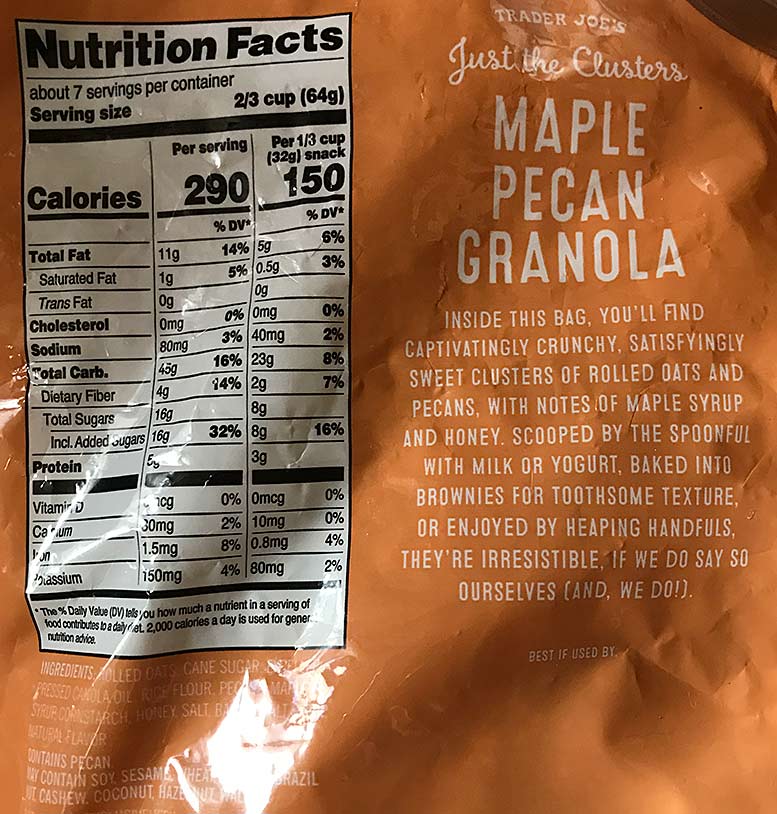 Nutrition Facts
about 7 servings per container
Serving size 2/3 cup (64g)
Per serving Per 1/3 cup (32g) snack
Calories 290 150
% DV* % DV*
Total Fat 11g 14% 5g 6%
Saturated Fat 1g 5% 0.5g 3%
Trans Fat 0g 0g
Cholesterol 0mg 0% 0mg 0%
Sodium 80mg 3% 40mg 2%
Total Carb. 45g 16% 23g 8%
Dietary Fiber 4g 14% 2g 7%
Total Sugars 16g 8g
Incl. Added Sugars 16g 32% 8g 16%
Protein 5g 3g
Vitamin D 0% 0mcg 0%
Calcium 30mg 2% 10mg 0%
Iron 1.5mg 8% 0.8mg 4%
Potassium 150mg 4% 80mg 2%
* The % Daily Value (DV) tells you how much a nutrient in a serving of
food contributes to a daily diet. 2,000 calories a day is used for general
nutrition advice.
INGREDIENTS: ROLLED OATS, CANE SUGAR,
PRESSED CANOLA OIL, RICE FLOUR, MAPLE
SYRUP, CORNSTARCH, HONEY, SALT,
NATURAL FLAVOR
CONTAINS PECAN.
MAY CONTAIN SOY, SESAME, WHEAT, BRAZIL
NUT, CASHEW, COCONUT, HAZELNUT,
TRADER JOE'S
Just the Clusters
MAPLE
PECAN
GRANOLA
INSIDE THIS BAG, YOU'LL FIND
CAPTIVATINGLY CRUNCHY, SATISFYINGLY
SWEET CLUSTERS OF ROLLED OATS AND
PECANS, WITH NOTES OF MAPLE SYRUP
AND HONEY. SCOOPED BY THE SPOONFUL
WITH MILK OR YOGURT, BAKED INTO
BROWNIES FOR TOOTHSOME TEXTURE,
OR ENJOYED BY HEAPING HANDFULS,
THEY'RE IRRESISTIBLE, IF WE DO SAY SO
OURSELVES (AND, WE DO!).
BEST IF USED BY: